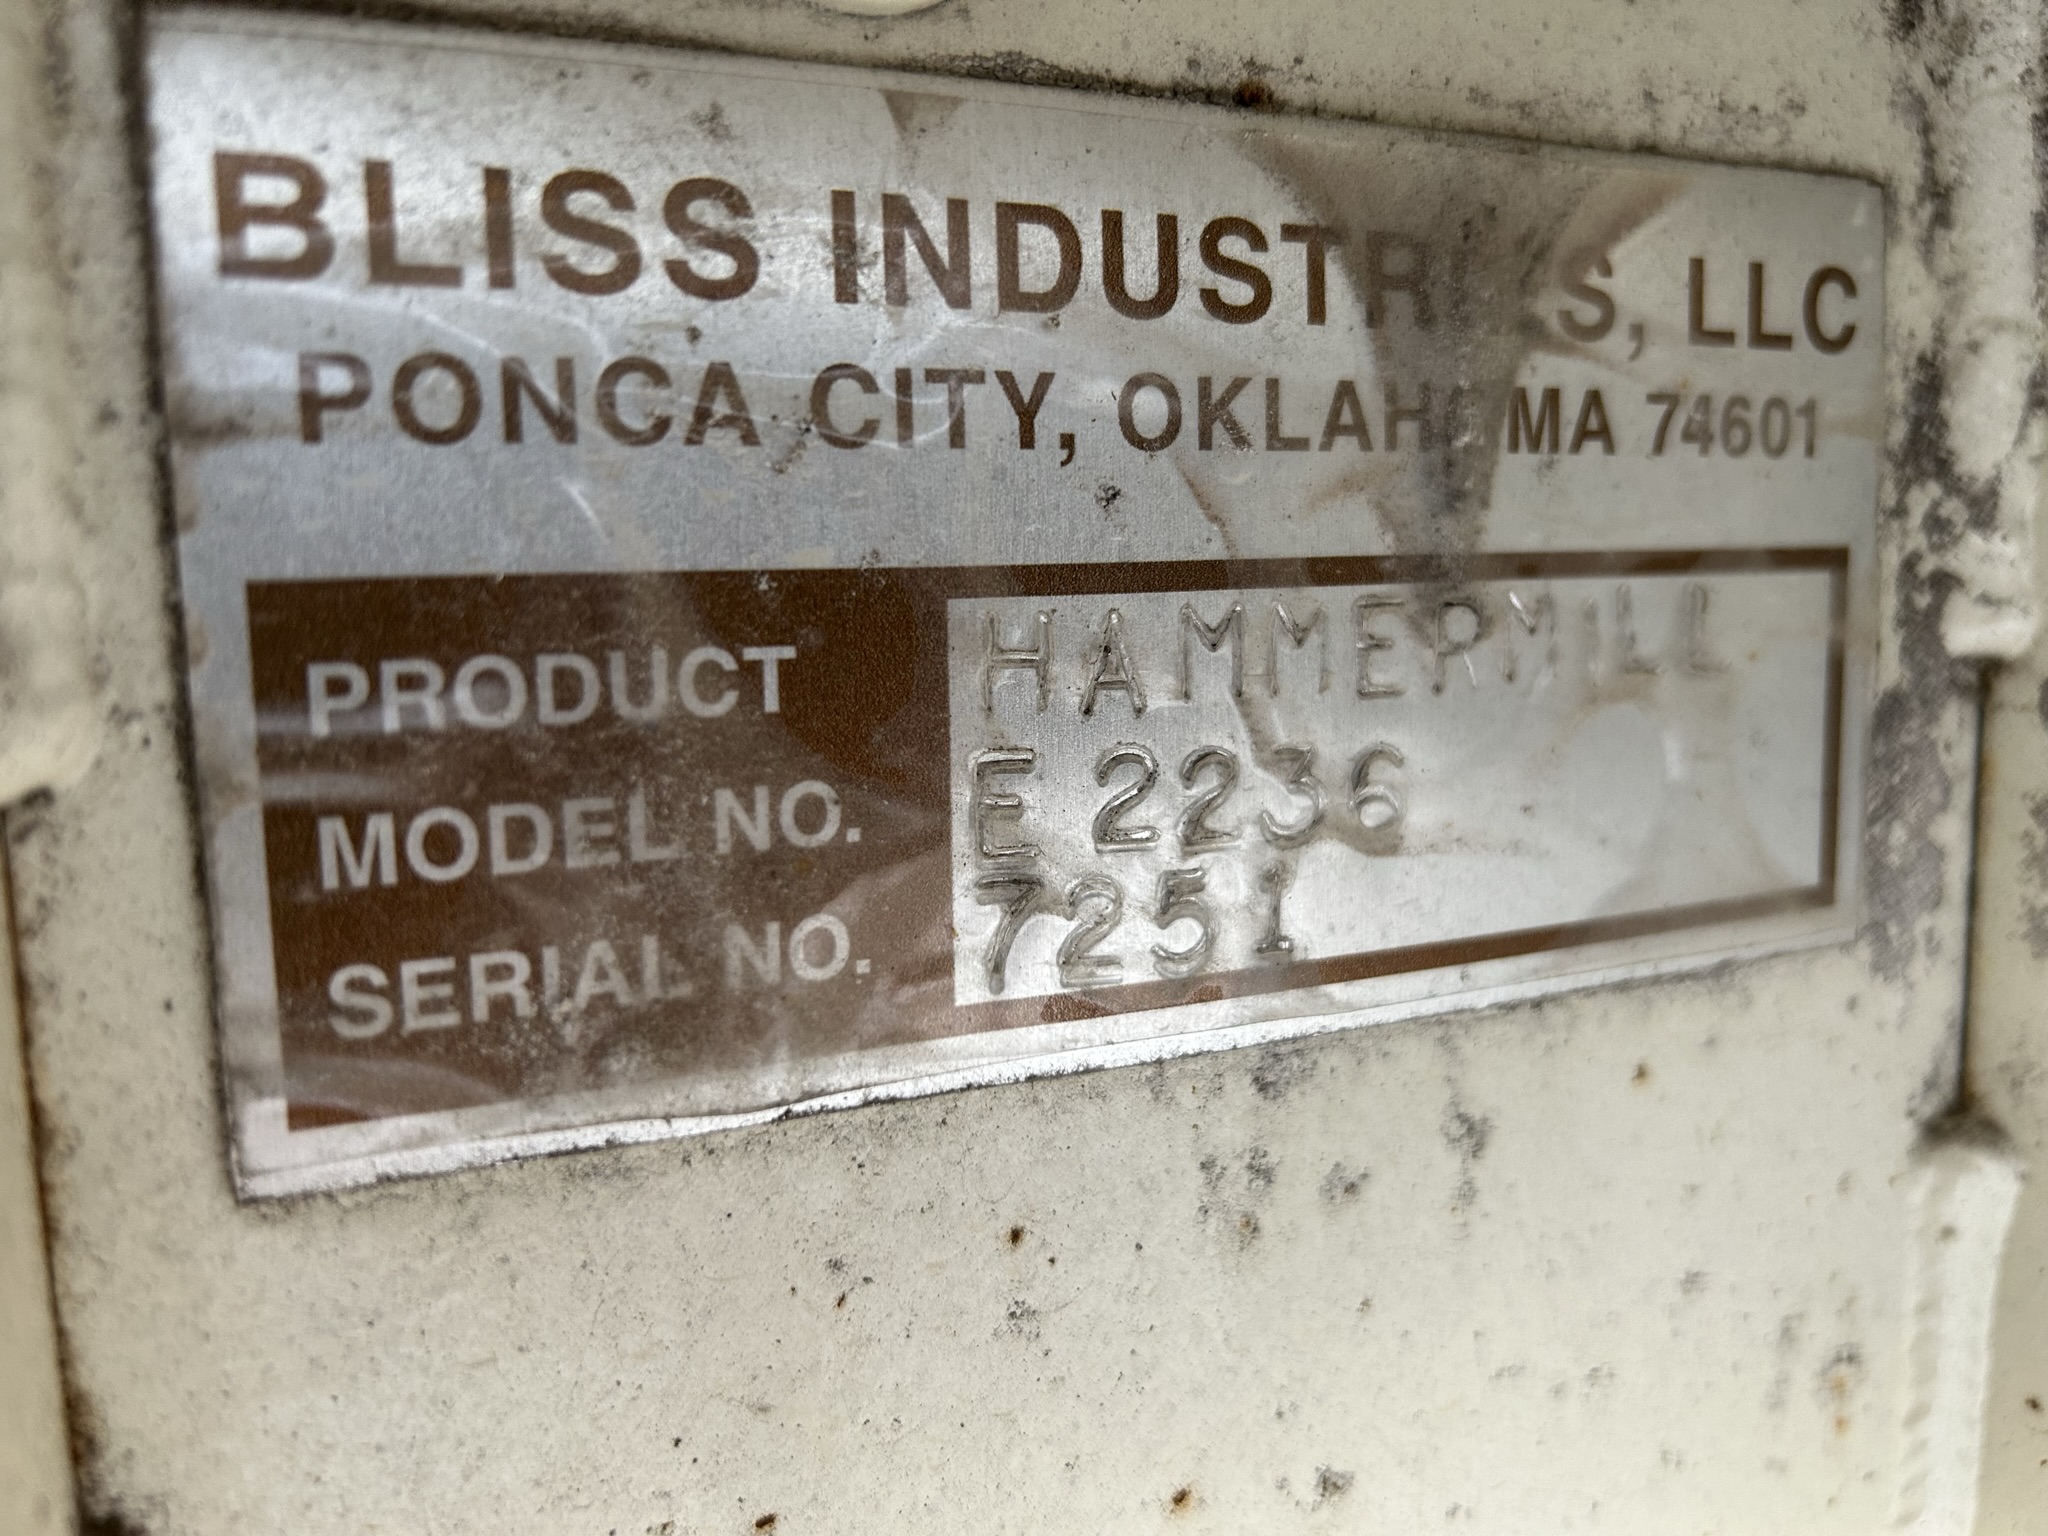 BLISS INDUSTRIES, LLC
PONCA CITY, OKLAHOMA 74601
PRODUCT HAMMERMILL
MODEL NO. E 2236
SERIAL NO. 7251